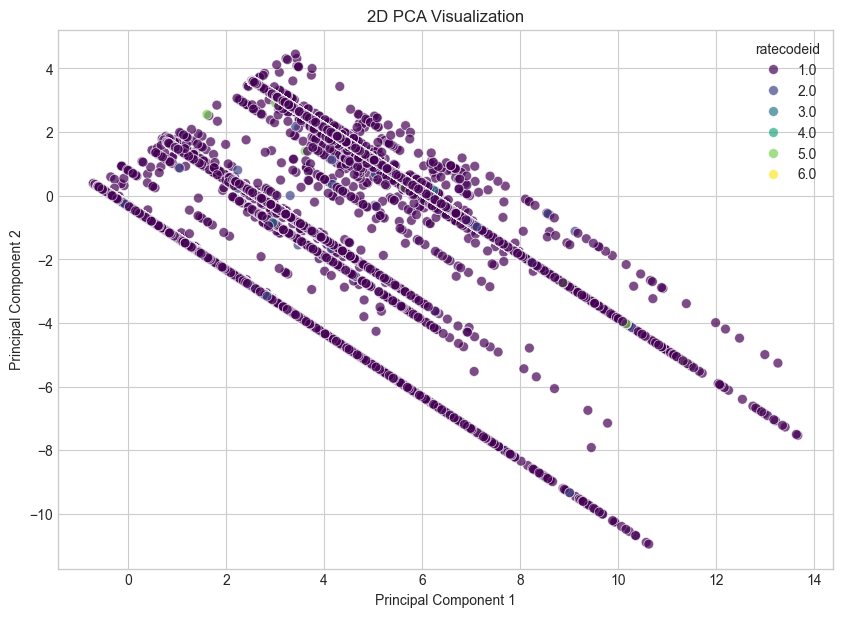 2D PCA Visualization
ratecodeid
1.0
2.0
3.0
4.0
5.0
6.0
4
2
0
−2
−4
−6
−8
−10
Principal Component 2
0 2 4 6 8 10 12 14
Principal Component 1